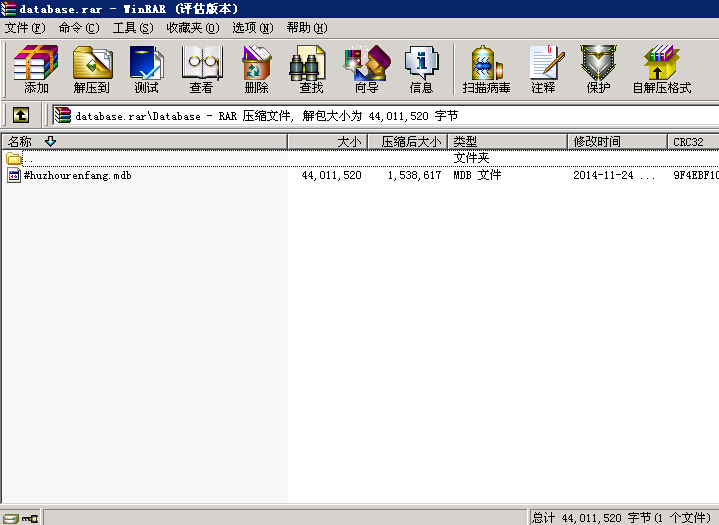 database.rar - WinRAR (评估版本)
文件(F) 命令(C) 工具(S) 收藏夹(O) 选项(N) 帮助(H)
添加 解压到 测试 查看 删除 查找 向导 信息 扫描病毒 注释 保护 自解压格式
database.rar\Database - RAR 压缩文件, 解包大小为 44,011,520 字节
名称 大小 压缩后大小 类型 修改时间 CRC32
.. 文件夹
#huzhourenfang.mdb 44,011,520 1,538,617 MDB 文件 2014-11-24 ... 9F4EBF10
总计 44,011,520 字节(1 个文件)